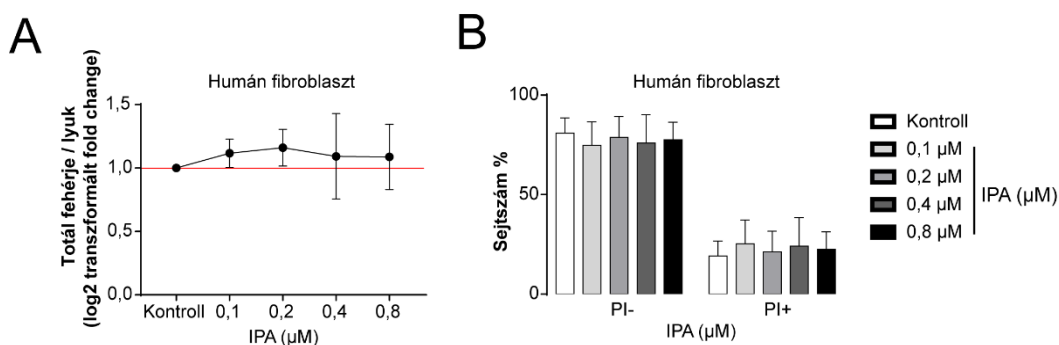 A
Humán fibroblaszt
Totál fehérje / lyuk
(log2 transzformált fold change)
1,5
1,0
0,5
0,0
Kontroll 0,1 0,2 0,4 0,8
IPA (µM)
B
Humán fibroblaszt
Sejtszám %
100
50
0
PI- PI+
IPA (µM)
Kontroll
0,1 µM
0,2 µM
0,4 µM
0,8 µM
IPA (µM)